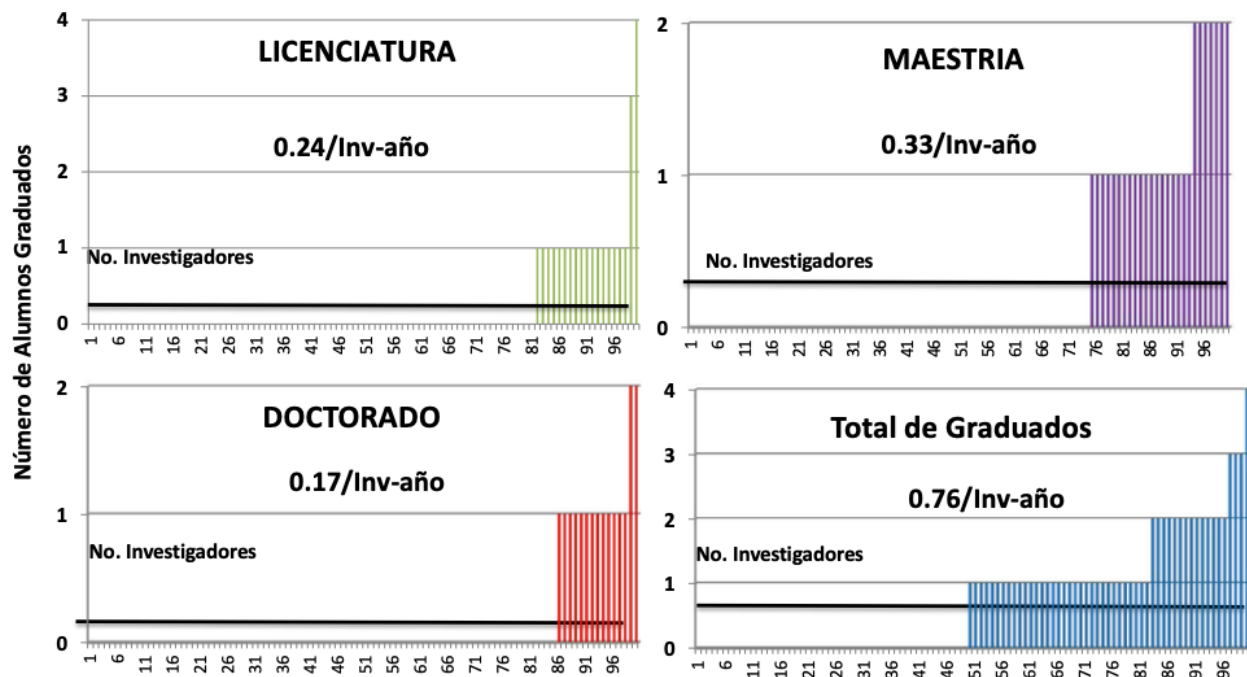 Número de Alumnos Graduados
4
3
2
1
0
LICENCIATURA
0.24/Inv-año
No. Investigadores
1 6 11 16 21 26 31 36 41 46 51 56 61 66 71 76 81 86 91 96
2
1
0
MAESTRIA
0.33/Inv-año
No. Investigadores
1 6 11 16 21 26 31 36 41 46 51 56 61 66 71 76 81 86 91 96
2
1
0
DOCTORADO
0.17/Inv-año
No. Investigadores
1 6 11 16 21 26 31 36 41 46 51 56 61 66 71 76 81 86 91 96
4
3
2
1
0
Total de Graduados
0.76/Inv-año
No. Investigadores
1 6 11 16 21 26 31 36 41 46 51 56 61 66 71 76 81 86 91 96